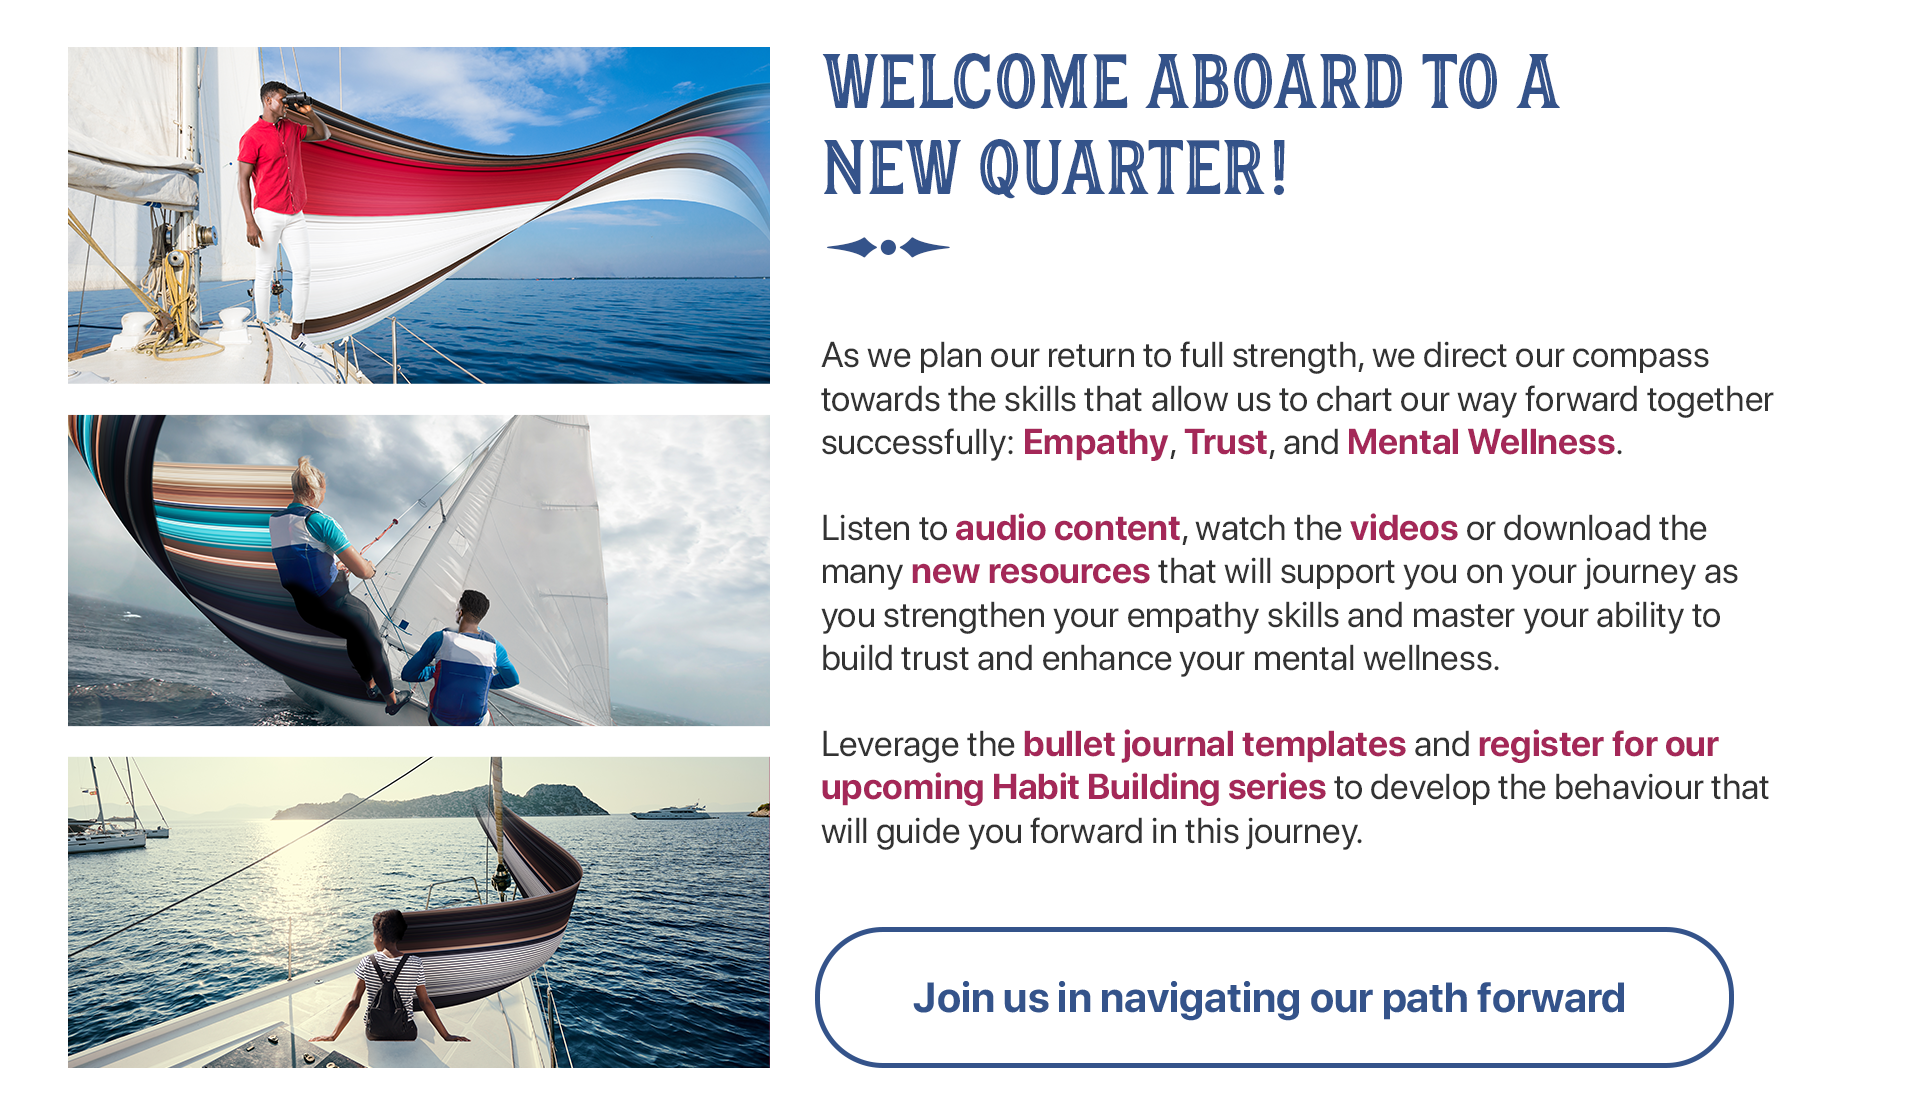 WELCOME ABOARD TO A
NEW QUARTER!
As we plan our return to full strength, we direct our compass
towards the skills that allow us to chart our way forward together
successfully: Empathy, Trust, and Mental Wellness.
Listen to audio content, watch the videos or download the
many new resources that will support you on your journey as
you strengthen your empathy skills and master your ability to
build trust and enhance your mental wellness.
Leverage the bullet journal templates and register for our
upcoming Habit Building series to develop the behaviour that
will guide you forward in this journey.
Join us in navigating our path forward